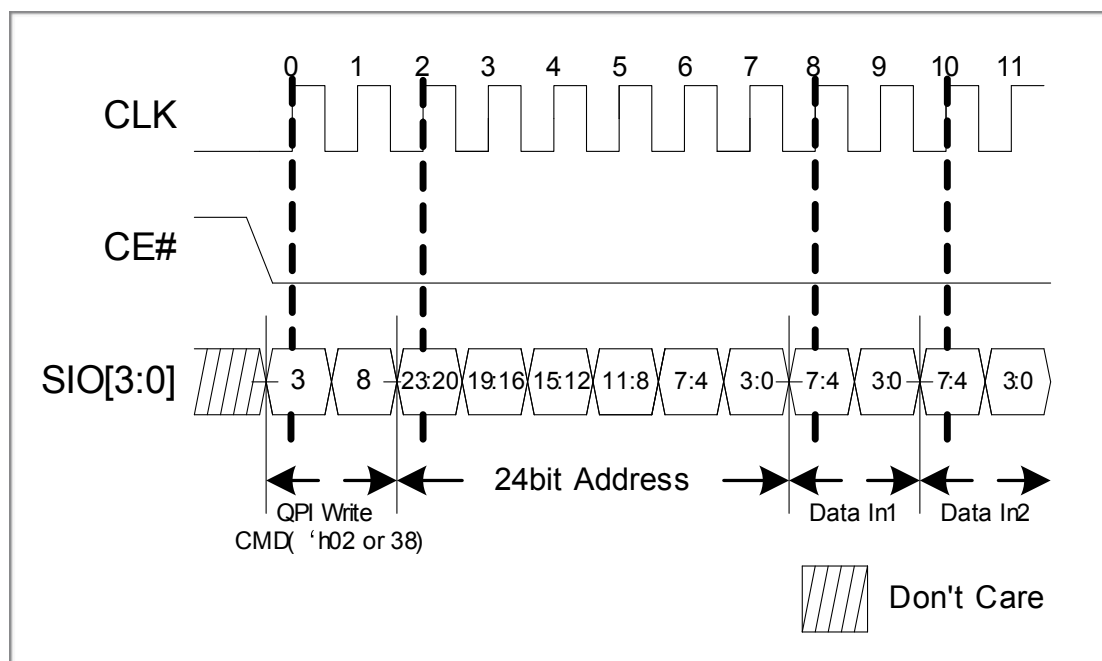 0 1 2 3 4 5 6 7 8 9 10 11
CLK
CE#
SIO[3:0] 3 8 23:20 19:16 15:12 11:8 7:4 3:0 7:4 3:0 7:4 3:0
24bit Address
QPI Write Data In1 Data In2
CMD( ‘h02 or 38)
Don't Care